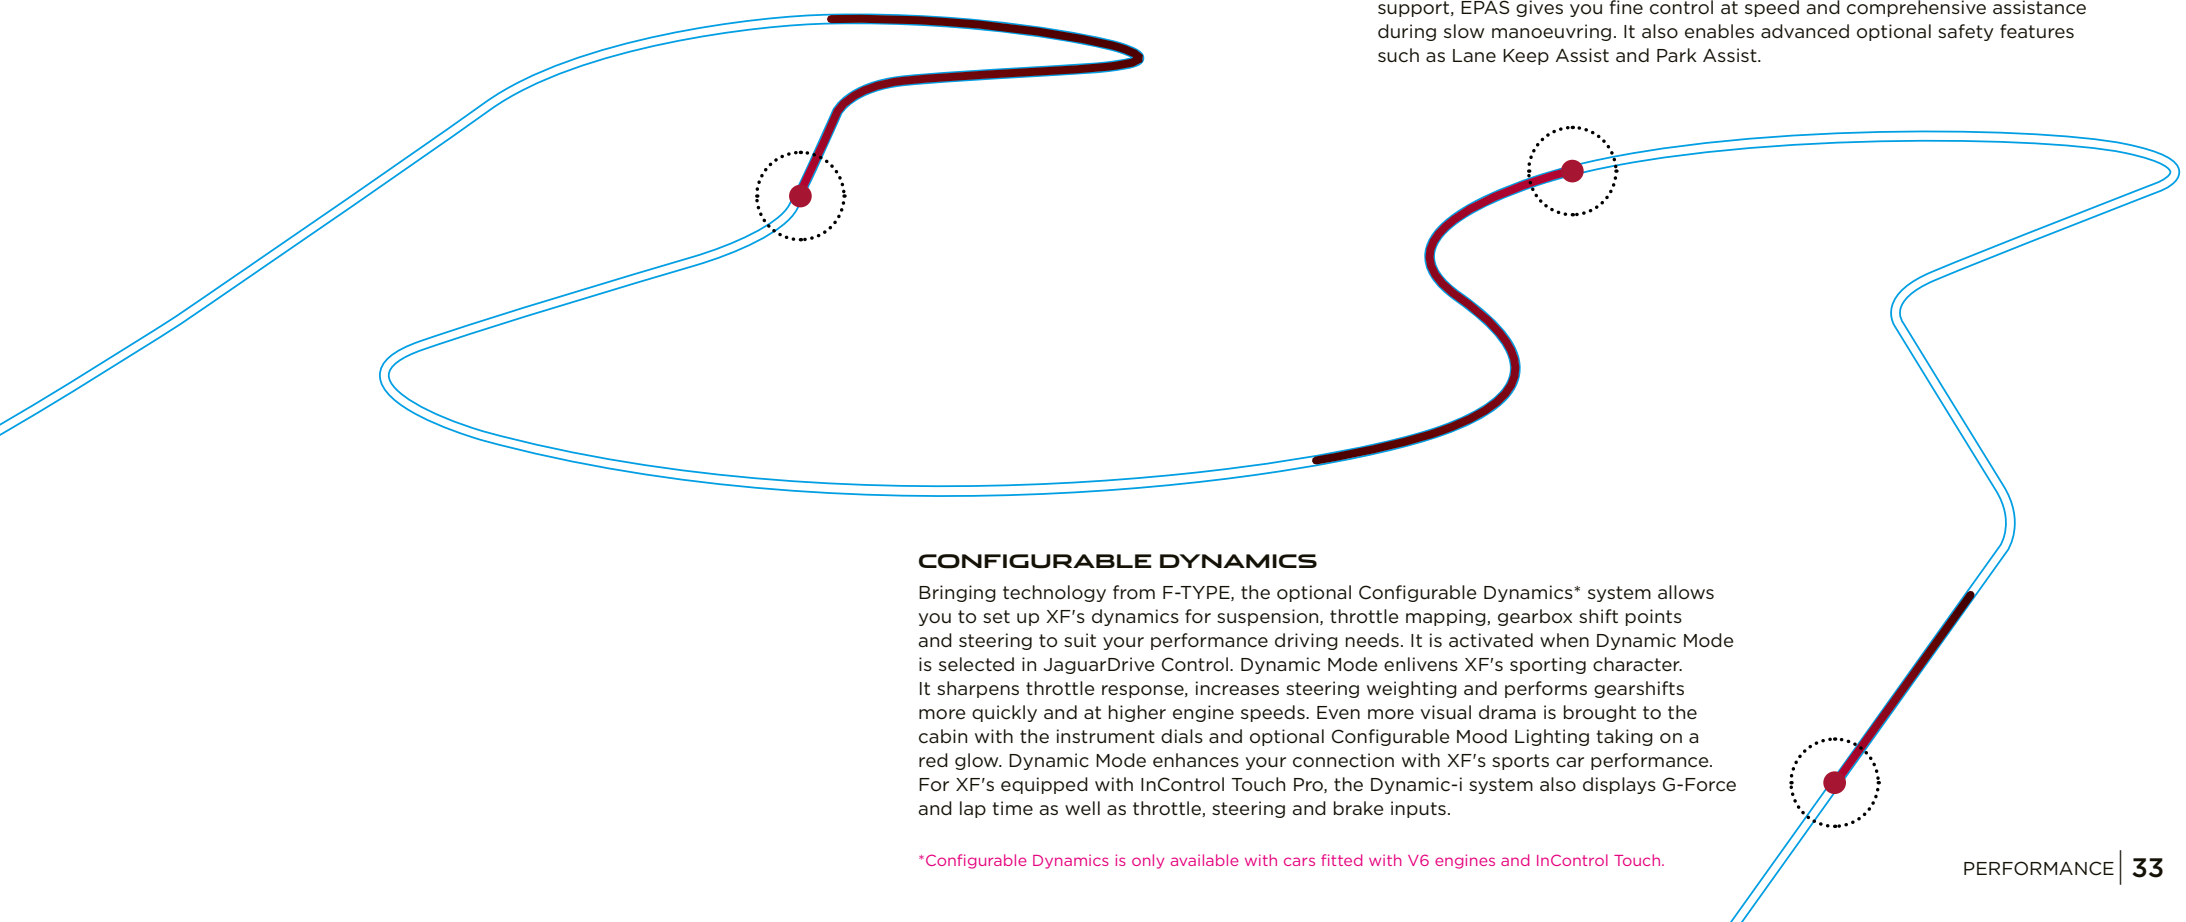 support, EPAS gives you fine control at speed and comprehensive assistance
during slow manoeuvring. It also enables advanced optional safety features
such as Lane Keep Assist and Park Assist.
CONFIGURABLE DYNAMICS
Bringing technology from F-TYPE, the optional Configurable Dynamics* system allows
you to set up XF's dynamics for suspension, throttle mapping, gearbox shift points
and steering to suit your performance driving needs. It is activated when Dynamic Mode
is selected in JaguarDrive Control. Dynamic Mode enlivens XF's sporting character.
It sharpens throttle response, increases steering weighting and performs gearshifts
more quickly and at higher engine speeds. Even more visual drama is brought to the
cabin with the instrument dials and optional Configurable Mood Lighting taking on a
red glow. Dynamic Mode enhances your connection with XF's sports car performance.
For XF's equipped with InControl Touch Pro, the Dynamic-i system also displays G-Force
and lap time as well as throttle, steering and brake inputs.
*Configurable Dynamics is only available with cars fitted with V6 engines and InControl Touch.
PERFORMANCE 33